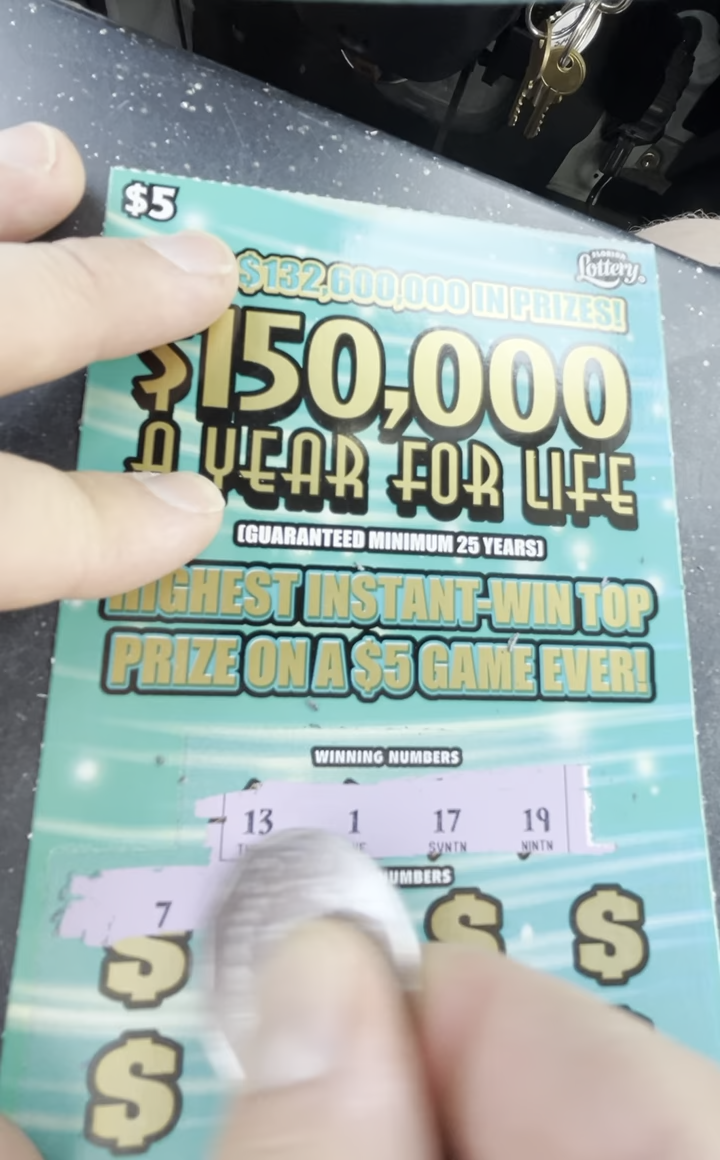 $5
FLORIDA
Lottery
$132,600,000 IN PRIZES!
$150,000
A YEAR FOR LIFE
(GUARANTEED MINIMUM 25 YEARS)
HIGHEST INSTANT-WIN TOP
PRIZE ON A $5 GAME EVER!
WINNING NUMBERS
13 1 17 19
SVNTN NINTN
NUMBERS
7
$ $ $
$